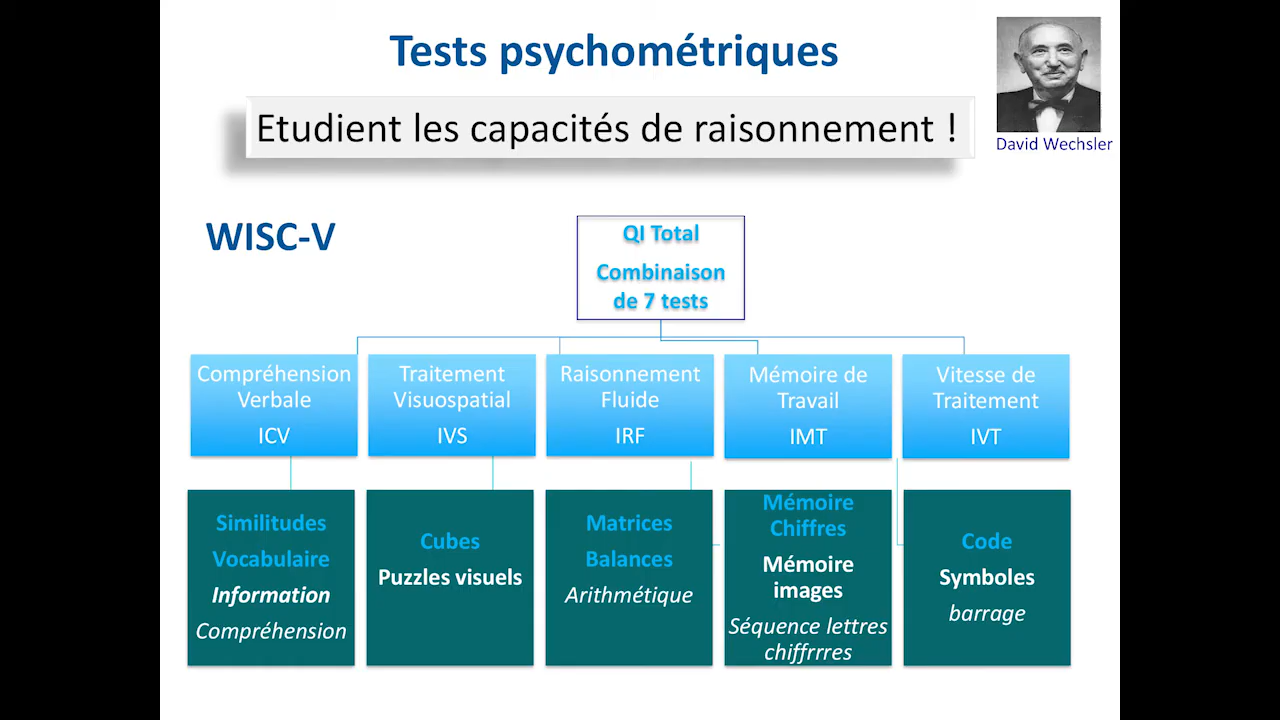 Tests psychométriques
Etudient les capacités de raisonnement !
David Wechsler
WISC-V
QI Total
Combinaison
de 7 tests
Compréhension
Verbale
ICV
Traitement
Visuospatial
IVS
Raisonnement
Fluide
IRF
Mémoire de
Travail
IMT
Vitesse de
Traitement
IVT
Similitudes
Vocabulaire
Information
Compréhension
Cubes
Puzzles visuels
Matrices
Balances
Arithmétique
Mémoire
Chiffres
Mémoire
images
Séquence lettres
chiffrrres
Code
Symboles
barrage